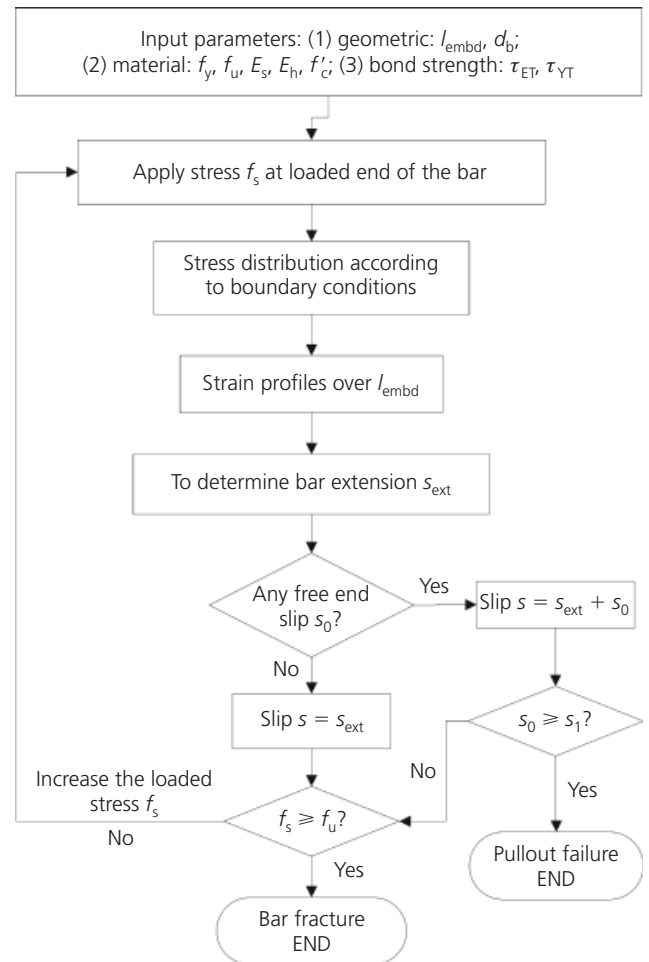 Input parameters: (1) geometric: l_embd, d_b;
(2) material: f_y, f_u, E_s, E_h, f′_c; (3) bond strength: τ_ET, τ_YT
Apply stress f_s at loaded end of the bar
Stress distribution according
to boundary conditions
Strain profiles over l_embd
To determine bar extension s_ext
Any free end
slip s_0?
Yes
Slip s = s_ext + s_0
No
Slip s = s_ext
s_0 ⩾ s_1?
No
Yes
Increase the loaded
stress f_s
No
f_s ⩾ f_u?
Yes
Pullout failure
END
Bar fracture
END